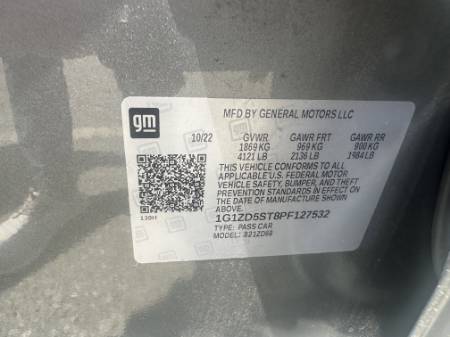 gm
MFD BY GENERAL MOTORS LLC
10/22 GVWR GAWR FRT GAWR RR
1869 KG 969 KG 900 KG
4121 LB 2136 LB 1984 LB
THIS VEHICLE CONFORMS TO ALL
APPLICABLE U.S. FEDERAL MOTOR
VEHICLE SAFETY, BUMPER, AND THEFT
PREVENTION STANDARDS IN EFFECT ON
THE DATE OF MANUFACTURE SHOWN
ABOVE.
1G1ZD5ST8PF127532
TYPE: PASS CAR
MODEL: